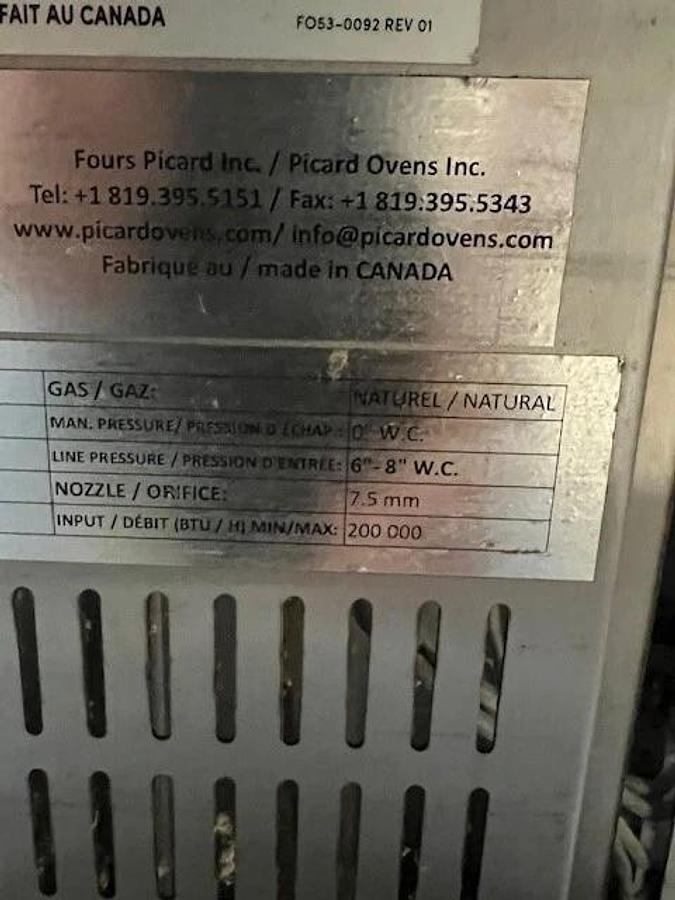 FAIT AU CANADA
FO53-0092 REV 01
Fours Picard Inc. / Picard Ovens Inc.
Tel: +1 819.395.5151 / Fax: +1 819.395.5343
www.picardovens.com/ info@picardovens.com
Fabriqué au / made in CANADA
GAS / GAZ: NATUREL / NATURAL
MAN. PRESSURE/ PRESSION D'ÉCHAP.: 0" W.C.
LINE PRESSURE / PRESSION D'ENTRÉE: 6"- 8" W.C.
NOZZLE / ORIFICE: 7.5 mm
INPUT / DÉBIT (BTU / H) MIN/MAX: 200 000